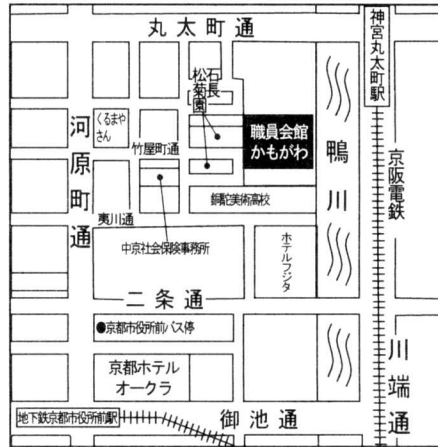 丸太町通
神宮丸太町駅
松菊園
石長
くるまやさん
職員会館
かもがわ
河原町通
竹屋町通
鴨川
京阪電鉄
銅駝美術高校
夷川通
中京社会保険事務所
ホテルフジタ
二条通
京都市役所前バス停
京都ホテル
オークラ
川端通
地下鉄京都市役所前駅
御池通